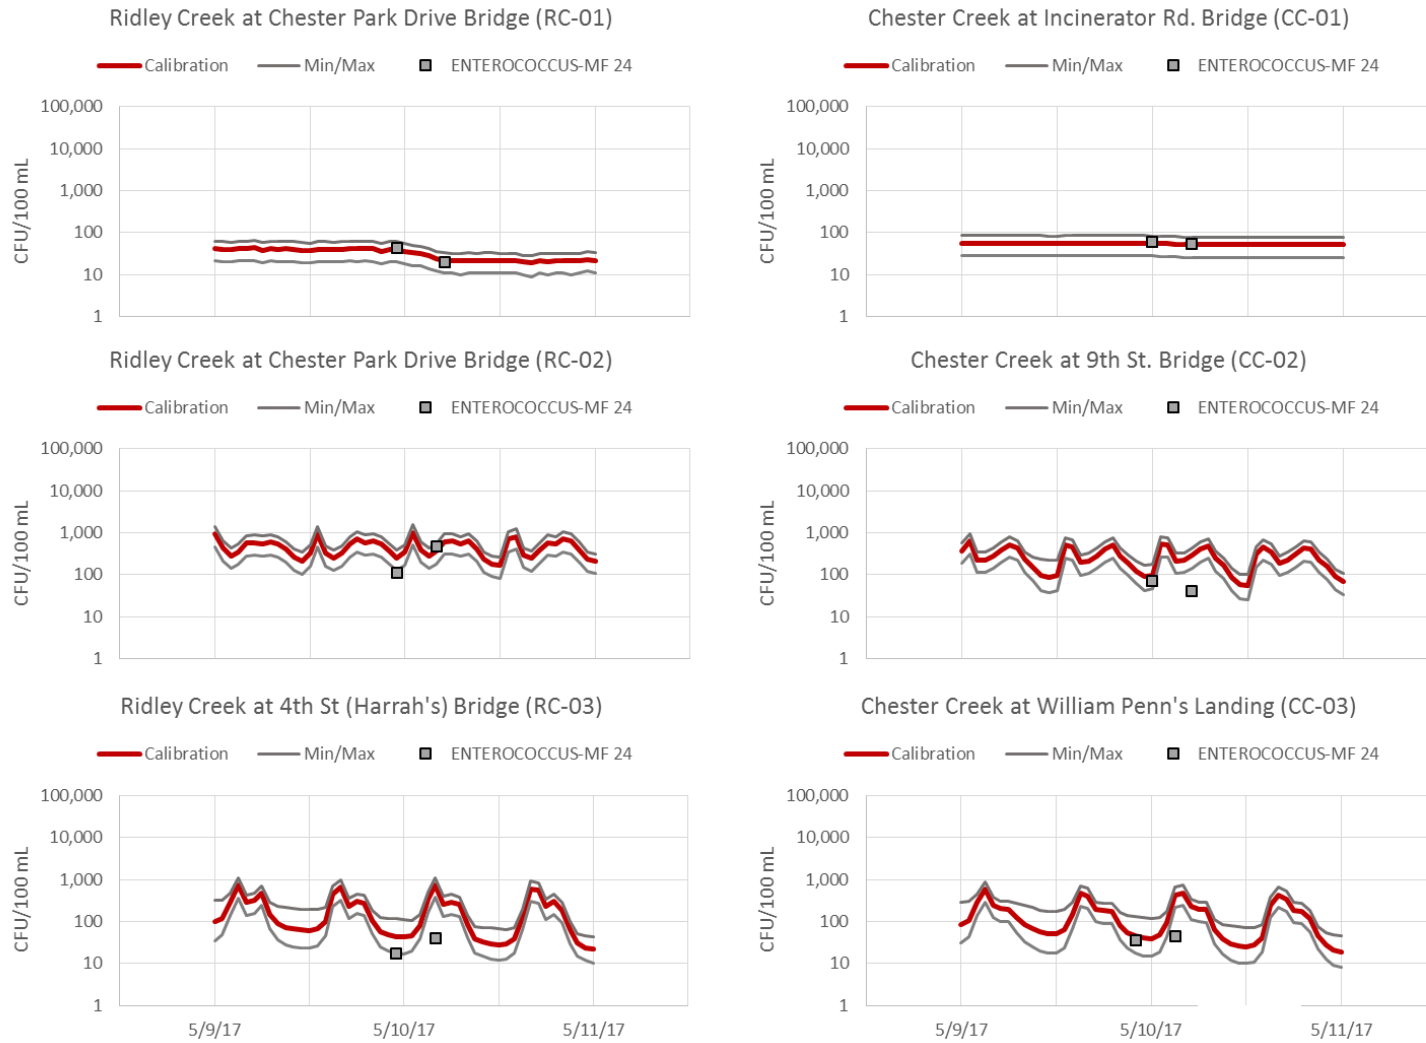 Ridley Creek at Chester Park Drive Bridge (RC-01)
Calibration Min/Max ENTEROCOCCUS-MF 24
CFU/100 mL
100,000
10,000
1,000
100
10
1
Chester Creek at Incinerator Rd. Bridge (CC-01)
Calibration Min/Max ENTEROCOCCUS-MF 24
CFU/100 mL
100,000
10,000
1,000
100
10
1
Ridley Creek at Chester Park Drive Bridge (RC-02)
Calibration Min/Max ENTEROCOCCUS-MF 24
CFU/100 mL
100,000
10,000
1,000
100
10
1
Chester Creek at 9th St. Bridge (CC-02)
Calibration Min/Max ENTEROCOCCUS-MF 24
CFU/100 mL
100,000
10,000
1,000
100
10
1
Ridley Creek at 4th St (Harrah's) Bridge (RC-03)
Calibration Min/Max ENTEROCOCCUS-MF 24
CFU/100 mL
100,000
10,000
1,000
100
10
1
5/9/17 5/10/17 5/11/17
Chester Creek at William Penn's Landing (CC-03)
Calibration Min/Max ENTEROCOCCUS-MF 24
CFU/100 mL
100,000
10,000
1,000
100
10
1
5/9/17 5/10/17 5/11/17